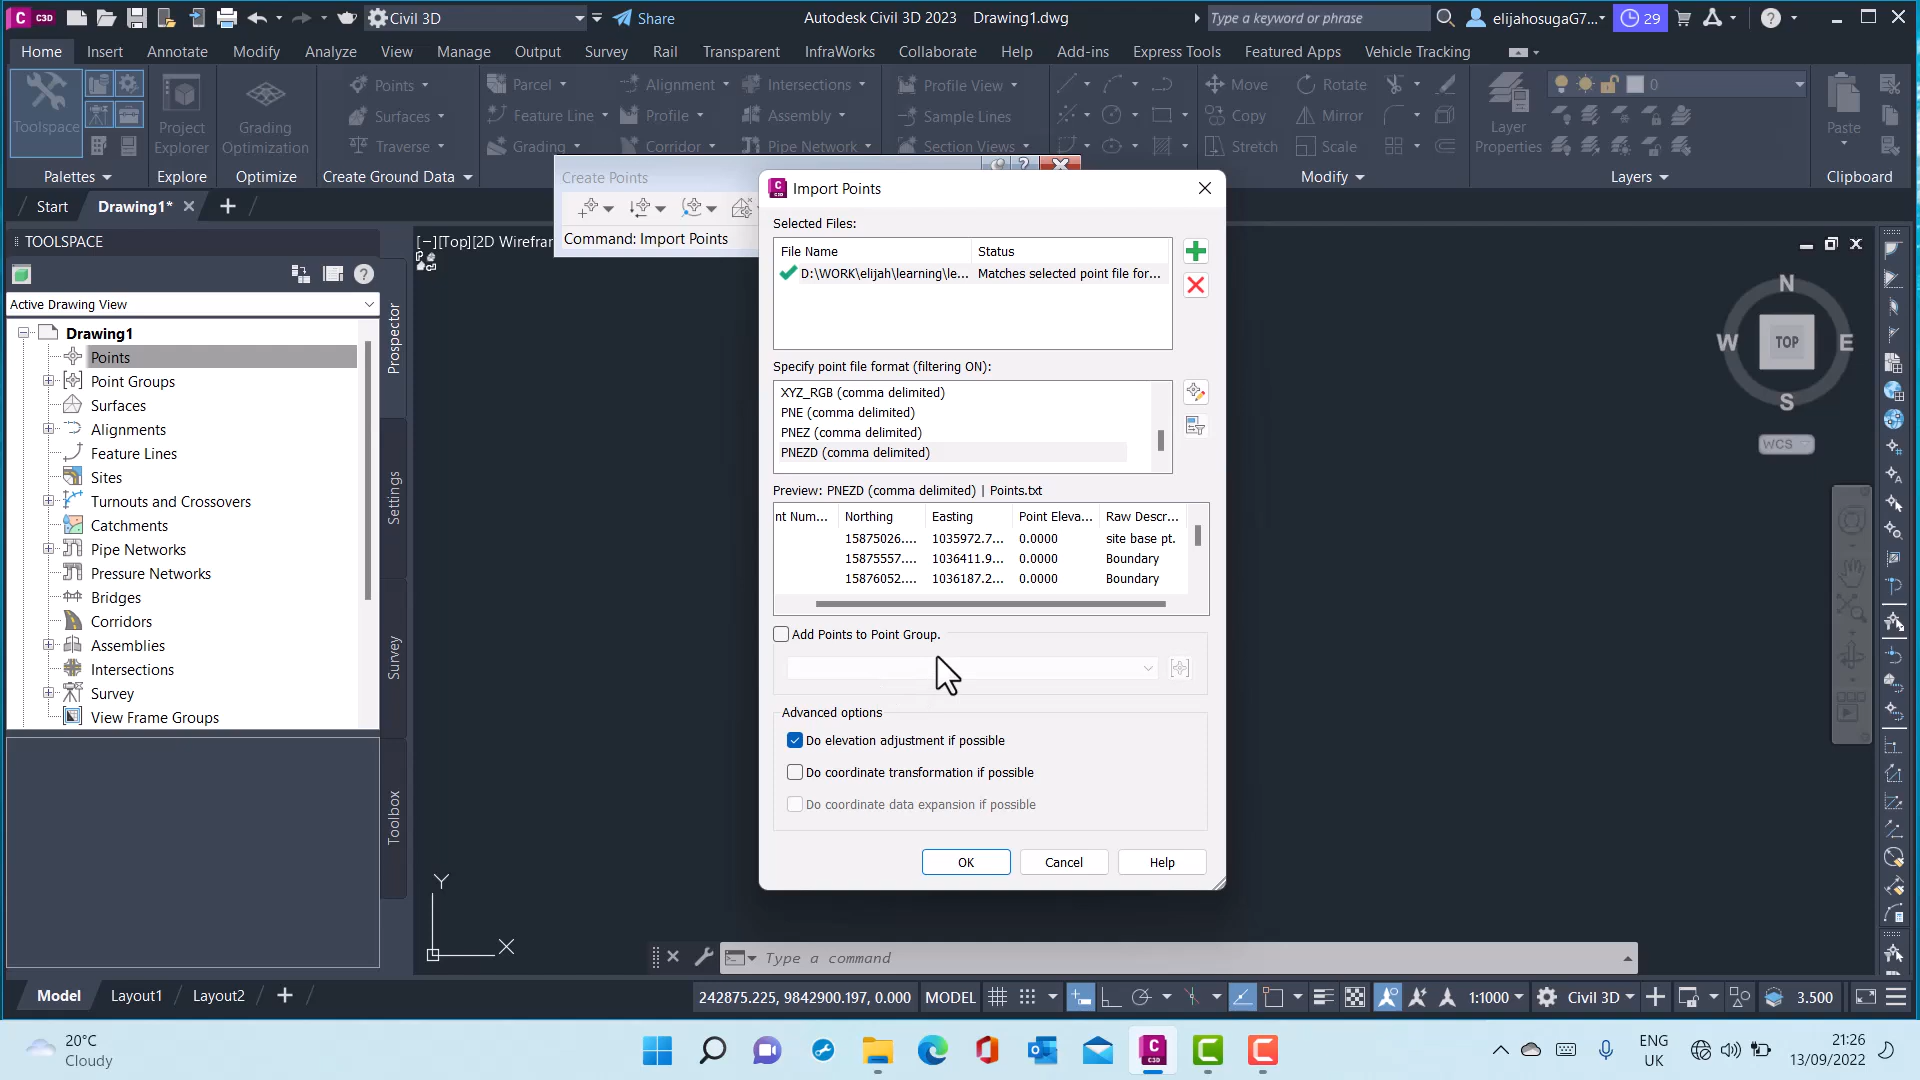 C3D
Civil 3D
Share
Autodesk Civil 3D 2023 Drawing1.dwg
Type a keyword or phrase
elijahosugaG7...
29
Home Insert Annotate Modify Analyze View Manage Output Survey Rail Transparent InfraWorks Collaborate Help Add-ins Express Tools Featured Apps Vehicle Tracking
Points Parcel Alignment Intersections Profile View Move Rotate 0
Surfaces Feature Line Profile Assembly Sample Lines Copy Mirror
Toolspace Project Explorer Grading Optimization Layer Properties Paste
Traverse Grading Corridor Pipe Network Section Views Stretch Scale
Palettes Explore Optimize Create Ground Data Modify Layers Clipboard
Start Drawing1*
Create Points
Command: Import Points
TOOLSPACE
[−][Top][2D Wirefram
Active Drawing View
Drawing1
Points
Point Groups
Surfaces
Alignments
Feature Lines
Sites
Turnouts and Crossovers
Catchments
Pipe Networks
Pressure Networks
Bridges
Corridors
Assemblies
Intersections
Survey
View Frame Groups
Prospector
Settings
Survey
Toolbox
Import Points
Selected Files:
File Name Status
D:\WORK\elijah\learning\le... Matches selected point file for...
Specify point file format (filtering ON):
XYZ_RGB (comma delimited)
PNE (comma delimited)
PNEZ (comma delimited)
PNEZD (comma delimited)
Preview: PNEZD (comma delimited) | Points.txt
nt Num... Northing Easting Point Eleva... Raw Descr...
15875026.... 1035972.7... 0.0000 site base pt.
15875557.... 1036411.9... 0.0000 Boundary
15876052.... 1036187.2... 0.0000 Boundary
Add Points to Point Group.
Advanced options
Do elevation adjustment if possible
Do coordinate transformation if possible
Do coordinate data expansion if possible
OK Cancel Help
N
W TOP E
S
WCS
Y
X
Type a command
Model Layout1 Layout2
242875.225, 9842900.197, 0.000 MODEL 1:1000 Civil 3D 3.500
20°C
Cloudy
C
C3D
ENG
UK
21:26
13/09/2022